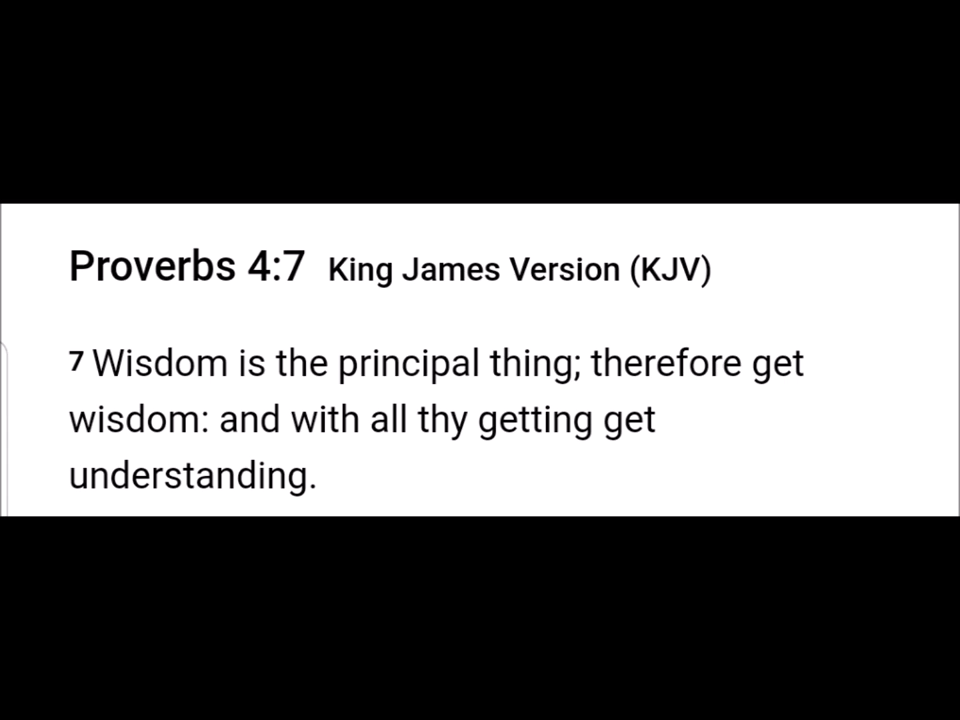 Proverbs 4:7 King James Version (KJV)
7 Wisdom is the principal thing; therefore get
wisdom: and with all thy getting get
understanding.